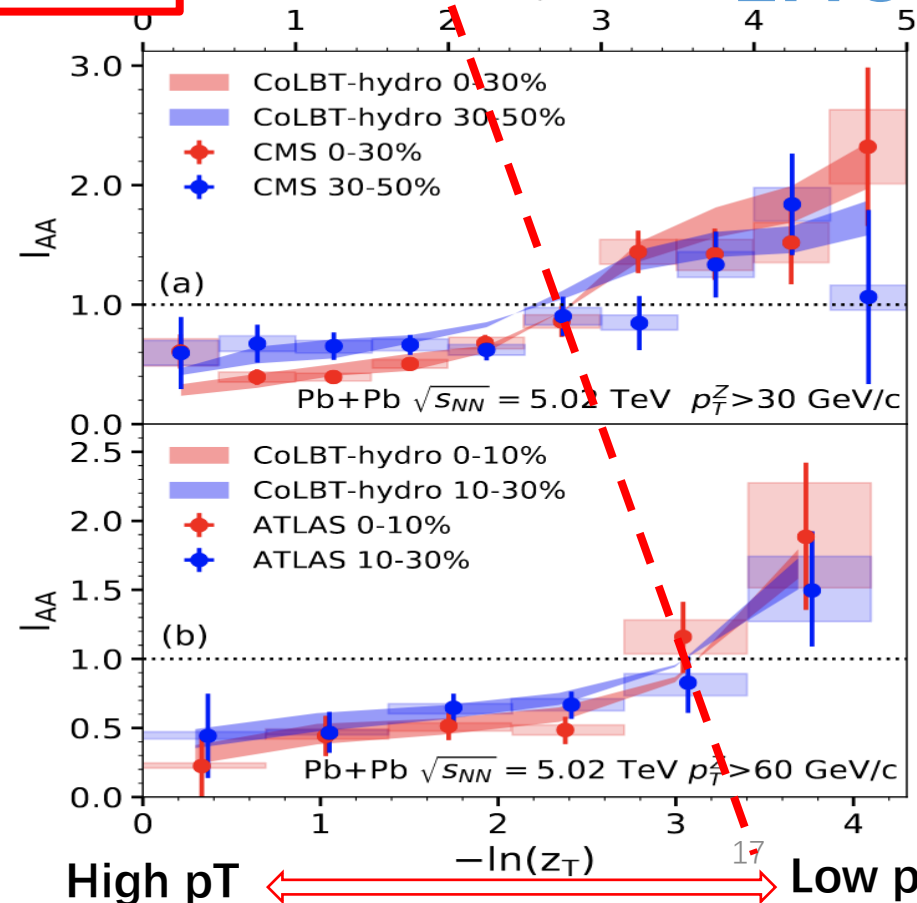 0 1 2 3 4 5
3.0
CoLBT-hydro 0-30%
CoLBT-hydro 30-50%
CMS 0-30%
2.0
CMS 30-50%
I_AA
(a)
1.0
Pb+Pb √s_NN = 5.02 TeV p_T^Z>30 GeV/c
0.0
2.5
CoLBT-hydro 0-10%
CoLBT-hydro 10-30%
2.0
ATLAS 0-10%
ATLAS 10-30%
1.5
I_AA
(b)
1.0
0.5
Pb+Pb √s_NN = 5.02 TeV p_T^Z>60 GeV/c
0.0
0 1 2 3 4
−ln(z_T)
17
High pT
Low p